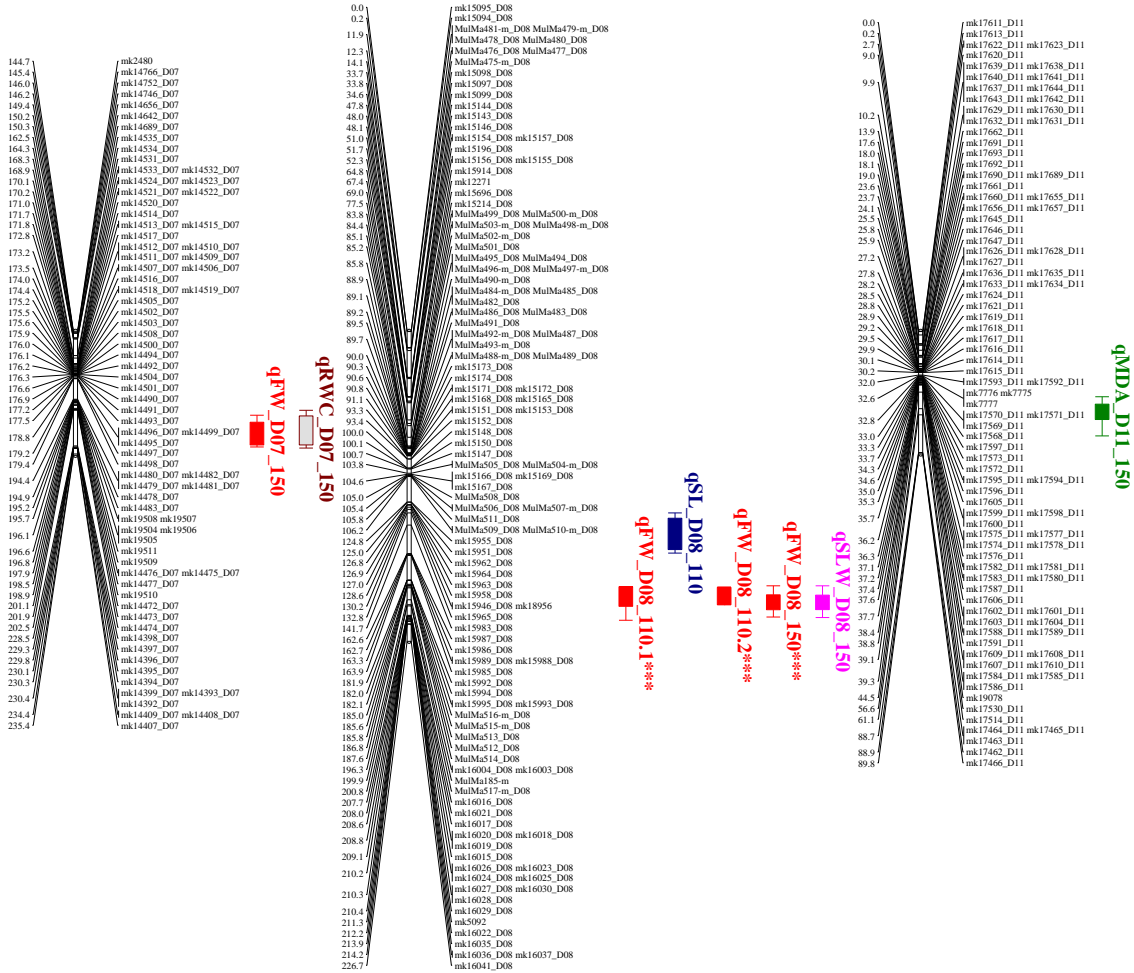 144.7 mk2480
145.4 mk14766_D07
146.0 mk14752_D07
146.2 mk14746_D07
149.4 mk14656_D07
150.2 mk14642_D07
150.3 mk14689_D07
162.5 mk14535_D07
164.3 mk14534_D07
168.3 mk14531_D07
168.9 mk14533_D07 mk14532_D07
170.1 mk14524_D07 mk14523_D07
170.2 mk14521_D07 mk14522_D07
171.0 mk14520_D07
171.7 mk14514_D07
171.8 mk14513_D07 mk14515_D07
172.8 mk14517_D07
173.2 mk14512_D07 mk14510_D07
mk14511_D07 mk14509_D07
173.5 mk14507_D07 mk14506_D07
174.0 mk14516_D07
174.4 mk14518_D07 mk14519_D07
175.2 mk14505_D07
175.5 mk14502_D07
175.6 mk14503_D07
175.9 mk14508_D07
176.0 mk14500_D07
176.1 mk14494_D07
176.2 mk14492_D07
176.3 mk14504_D07
176.6 mk14501_D07
176.9 mk14490_D07
177.2 mk14491_D07
177.5 mk14493_D07
178.8 mk14496_D07 mk14499_D07
mk14495_D07
179.2 mk14497_D07
179.4 mk14498_D07
194.4 mk14480_D07 mk14482_D07
mk14479_D07 mk14481_D07
194.9 mk14478_D07
195.2 mk14483_D07
195.7 mk19508 mk19507
196.1 mk19504 mk19506
mk19505
196.6 mk19511
196.8 mk19509
197.9 mk14476_D07 mk14475_D07
198.5 mk14477_D07
198.9 mk19510
201.1 mk14472_D07
201.9 mk14473_D07
202.5 mk14474_D07
228.5 mk14398_D07
229.3 mk14397_D07
229.8 mk14396_D07
230.1 mk14395_D07
230.3 mk14394_D07
230.4 mk14399_D07 mk14393_D07
mk14392_D07
234.4 mk14409_D07 mk14408_D07
235.4 mk14407_D07
qFW_D07_150
qRWC_D07_150
0.0 mk15095_D08
0.2 mk15094_D08
11.9 MulMa481-m_D08 MulMa479-m_D08
MulMa478_D08 MulMa480_D08
12.3 MulMa476_D08 MulMa477_D08
14.1 MulMa475-m_D08
33.7 mk15098_D08
33.8 mk15097_D08
34.6 mk15099_D08
47.8 mk15144_D08
48.0 mk15143_D08
48.1 mk15146_D08
51.0 mk15154_D08 mk15157_D08
51.7 mk15196_D08
52.3 mk15156_D08 mk15155_D08
64.8 mk15914_D08
67.4 mk12271
69.0 mk15696_D08
77.5 mk15214_D08
83.8 MulMa499_D08 MulMa500-m_D08
84.4 MulMa503-m_D08 MulMa498-m_D08
85.1 MulMa502-m_D08
85.2 MulMa501_D08
85.8 MulMa495_D08 MulMa494_D08
MulMa496-m_D08 MulMa497-m_D08
88.9 MulMa490-m_D08
89.1 MulMa484-m_D08 MulMa485_D08
MulMa482_D08
89.2 MulMa486_D08 MulMa483_D08
89.5 MulMa491_D08
89.7 MulMa492-m_D08 MulMa487_D08
MulMa493-m_D08
90.0 MulMa488-m_D08 MulMa489_D08
90.3 mk15173_D08
90.6 mk15174_D08
90.8 mk15171_D08 mk15172_D08
91.1 mk15168_D08 mk15165_D08
93.3 mk15151_D08 mk15153_D08
93.4 mk15152_D08
100.0 mk15148_D08
100.1 mk15150_D08
100.7 mk15147_D08
103.8 MulMa505_D08 MulMa504-m_D08
104.6 mk15166_D08 mk15169_D08
mk15167_D08
105.0 MulMa508_D08
105.4 MulMa506_D08 MulMa507-m_D08
105.8 MulMa511_D08
106.2 MulMa509_D08 MulMa510-m_D08
124.8 mk15955_D08
125.0 mk15951_D08
126.8 mk15962_D08
126.9 mk15964_D08
127.0 mk15963_D08
128.6 mk15958_D08
130.2 mk15946_D08 mk18956
132.8 mk15965_D08
141.7 mk15983_D08
162.6 mk15987_D08
162.7 mk15986_D08
163.3 mk15989_D08 mk15988_D08
163.9 mk15985_D08
181.9 mk15992_D08
182.0 mk15994_D08
182.1 mk15995_D08 mk15993_D08
185.0 MulMa516-m_D08
185.6 MulMa515-m_D08
185.8 MulMa513_D08
186.8 MulMa512_D08
187.6 MulMa514_D08
196.3 mk16004_D08 mk16003_D08
199.9 MulMa185-m
200.8 MulMa517-m_D08
207.7 mk16016_D08
208.0 mk16021_D08
208.6 mk16017_D08
208.8 mk16020_D08 mk16018_D08
mk16019_D08
209.1 mk16015_D08
210.2 mk16026_D08 mk16023_D08
mk16024_D08 mk16025_D08
210.3 mk16027_D08 mk16030_D08
mk16028_D08
210.4 mk16029_D08
211.3 mk5092
212.2 mk16022_D08
213.9 mk16035_D08
214.2 mk16036_D08 mk16037_D08
226.7 mk16041_D08
qFW_D08_110.1***
qSL_D08_110
qFW_D08_110.2***
qFW_D08_150***
qSLW_D08_150
0.0 mk17611_D11
0.2 mk17613_D11
2.7 mk17622_D11 mk17623_D11
9.0 mk17620_D11
9.9 mk17639_D11 mk17638_D11
mk17640_D11 mk17641_D11
mk17637_D11 mk17644_D11
mk17643_D11 mk17642_D11
10.2 mk17629_D11 mk17630_D11
mk17632_D11 mk17631_D11
13.9 mk17662_D11
17.6 mk17691_D11
18.0 mk17693_D11
18.1 mk17692_D11
19.0 mk17690_D11 mk17689_D11
23.6 mk17661_D11
23.7 mk17660_D11 mk17655_D11
24.1 mk17656_D11 mk17657_D11
25.5 mk17645_D11
25.8 mk17646_D11
25.9 mk17647_D11
27.2 mk17626_D11 mk17628_D11
mk17627_D11
27.8 mk17636_D11 mk17635_D11
28.2 mk17633_D11 mk17634_D11
28.5 mk17624_D11
28.8 mk17621_D11
28.9 mk17619_D11
29.2 mk17618_D11
29.5 mk17617_D11
29.9 mk17616_D11
30.1 mk17614_D11
30.2 mk17615_D11
32.0 mk17593_D11 mk17592_D11
32.6 mk7776 mk7775
mk7777
32.8 mk17570_D11 mk17571_D11
mk17569_D11
33.0 mk17568_D11
33.3 mk17597_D11
33.7 mk17573_D11
34.3 mk17572_D11
34.6 mk17595_D11 mk17594_D11
35.0 mk17596_D11
35.3 mk17605_D11
35.7 mk17599_D11 mk17598_D11
mk17600_D11
36.2 mk17575_D11 mk17577_D11
mk17574_D11 mk17578_D11
36.3 mk17576_D11
37.1 mk17582_D11 mk17581_D11
37.2 mk17583_D11 mk17580_D11
37.4 mk17587_D11
37.6 mk17606_D11
37.7 mk17602_D11 mk17601_D11
mk17603_D11 mk17604_D11
38.4 mk17588_D11 mk17589_D11
38.8 mk17591_D11
39.1 mk17609_D11 mk17608_D11
mk17607_D11 mk17610_D11
39.3 mk17584_D11 mk17585_D11
mk17586_D11
44.5 mk19078
56.6 mk17530_D11
61.1 mk17514_D11
88.7 mk17464_D11 mk17465_D11
mk17463_D11
88.9 mk17462_D11
89.8 mk17466_D11
qMDA_D11_150